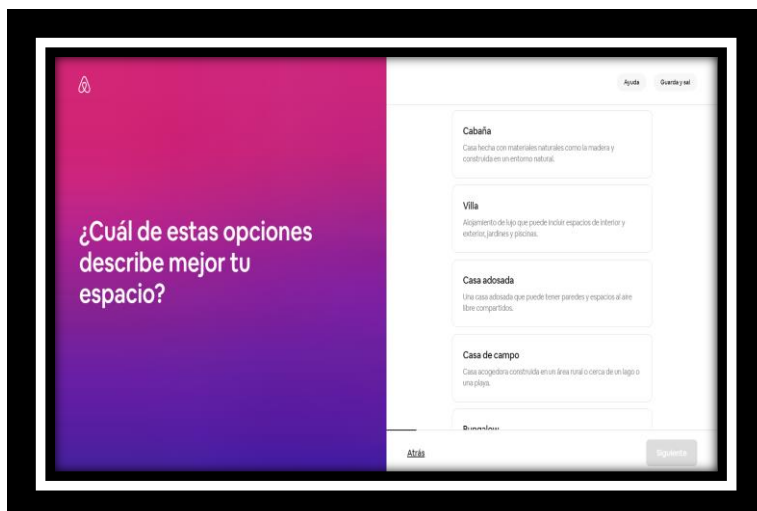 Ayuda Guarda y sal
¿Cuál de estas opciones
describe mejor tu
espacio?
Cabaña
Casa hecha con materiales naturales como la madera y
construida en un entorno natural.
Villa
Alojamiento de lujo que puede incluir espacios de interior y
exterior, jardines y piscinas.
Casa adosada
Una casa adosada que puede tener paredes y espacios al aire
libre compartidos.
Casa de campo
Casa acogedora construida en un área rural o cerca de un lago o
una playa.
Bungalow
Atrás
Siguiente